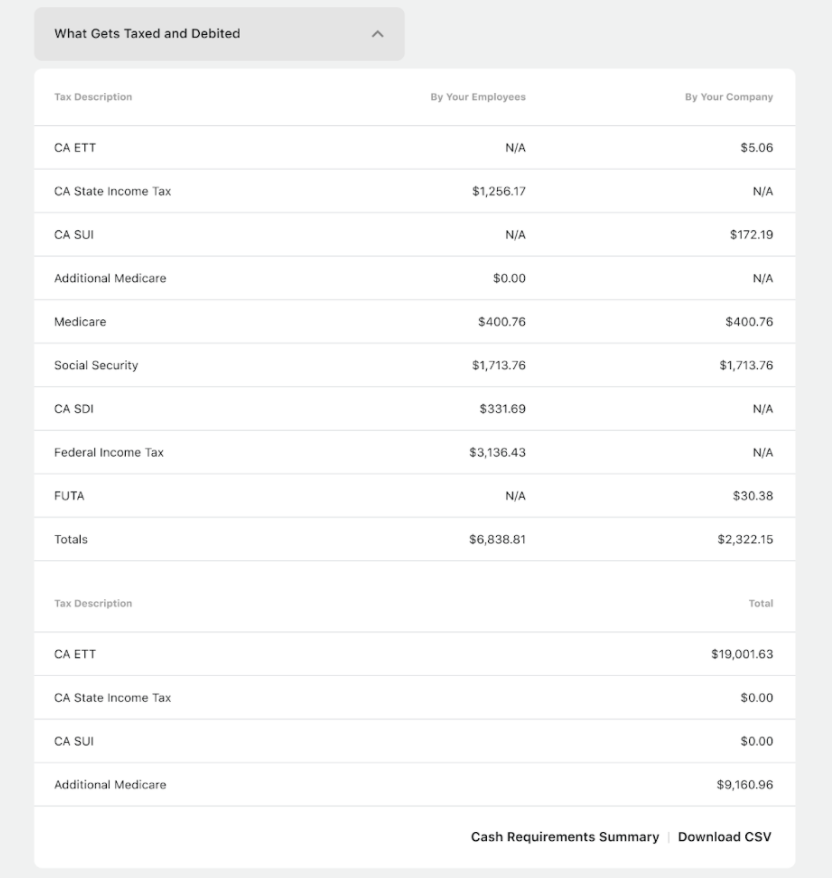 What Gets Taxed and Debited
Tax Description By Your Employees By Your Company
CA ETT N/A $5.06
CA State Income Tax $1,256.17 N/A
CA SUI N/A $172.19
Additional Medicare $0.00 N/A
Medicare $400.76 $400.76
Social Security $1,713.76 $1,713.76
CA SDI $331.69 N/A
Federal Income Tax $3,136.43 N/A
FUTA N/A $30.38
Totals $6,838.81 $2,322.15
Tax Description Total
CA ETT $19,001.63
CA State Income Tax $0.00
CA SUI $0.00
Additional Medicare $9,160.96
Cash Requirements Summary | Download CSV